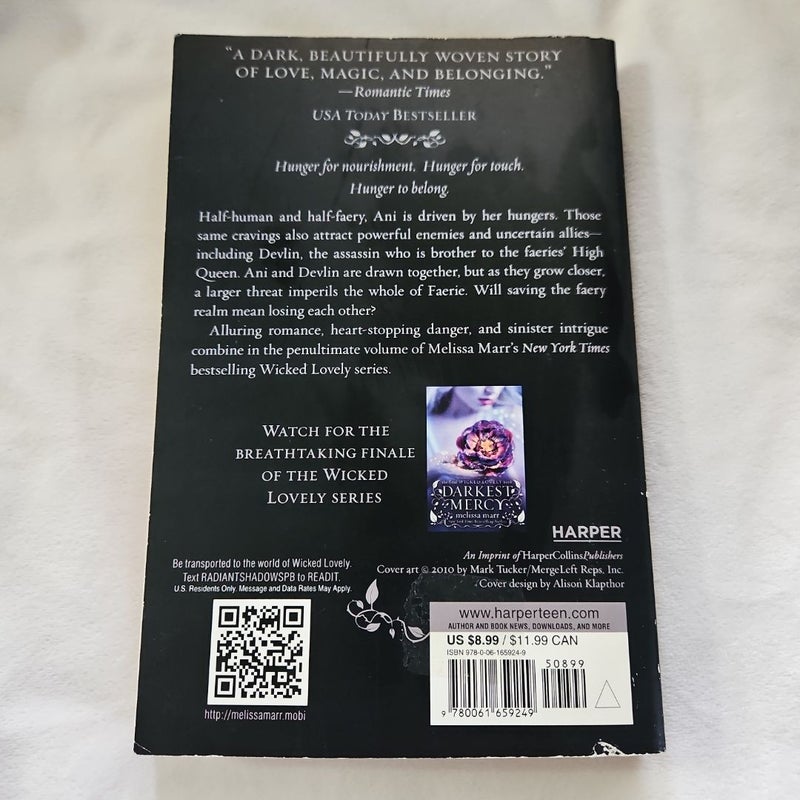 "A DARK, BEAUTIFULLY WOVEN STORY
OF LOVE, MAGIC, AND BELONGING."
—Romantic Times
USA TODAY BESTSELLER
Hunger for nourishment. Hunger for touch.
Hunger to belong.
Half-human and half-faery, Ani is driven by her hungers. Those
same cravings also attract powerful enemies and uncertain allies—
including Devlin, the assassin who is brother to the faeries' High
Queen. Ani and Devlin are drawn together, but as they grow closer,
a larger threat imperils the whole of Faerie. Will saving the faery
realm mean losing each other?
Alluring romance, heart-stopping danger, and sinister intrigue
combine in the penultimate volume of Melissa Marr's New York Times
bestselling Wicked Lovely series.
WATCH FOR THE
BREATHTAKING FINALE
OF THE WICKED
LOVELY SERIES
DARKEST
MERCY
melissa marr
HARPER
An Imprint of HarperCollinsPublishers
Cover art © 2010 by Mark Tucker/MergeLeft Reps, Inc.
Cover design by Alison Klapthor
Be transported to the world of Wicked Lovely.
Text RADIANTSHADOWSPB to READIT.
U.S. Residents Only. Message and Data Rates May Apply.
http://melissamarr.mobi
www.harperteen.com
AUTHOR AND BOOK NEWS, DOWNLOADS, AND MORE
US $8.99 / $11.99 CAN
ISBN 978-0-06-165924-9
50899
9 780061 659249